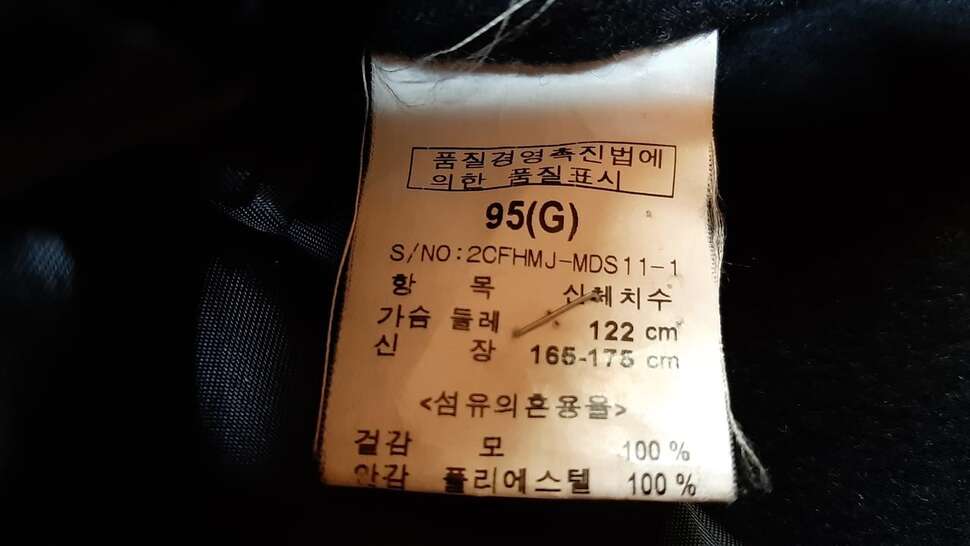 품질경영촉진법에
의한 품질표시
95(G)
S/NO:2CFHMJ-MDS11-1
항 목 신체치수
가슴 둘레 122 cm
신 장 165-175 cm
<섬유의혼용율>
겉감 모 100 %
안감 폴리에스텔 100 %